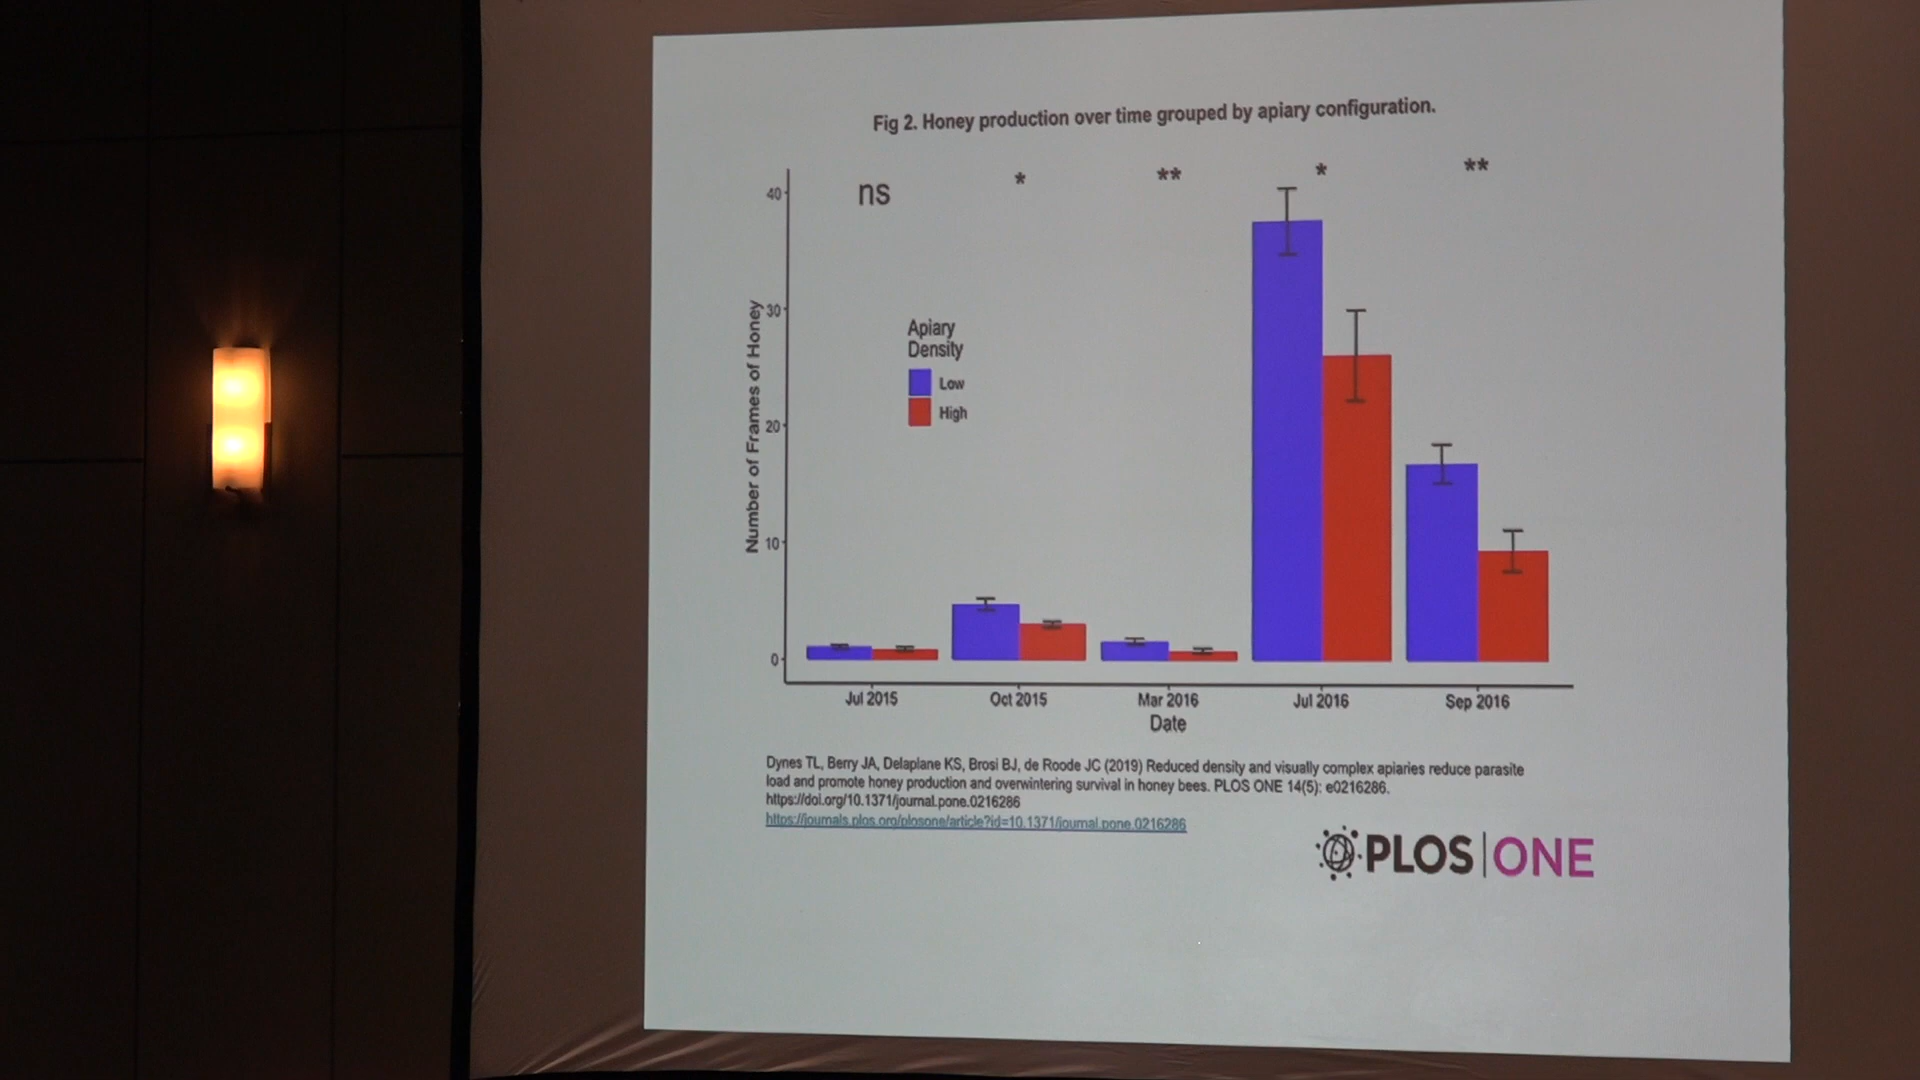 Fig 2. Honey production over time grouped by apiary configuration.
ns
*
**
*
**
40
30
20
10
0
Number of Frames of Honey
Apiary
Density
Low
High
Jul 2015
Oct 2015
Mar 2016
Jul 2016
Sep 2016
Date
Dynes TL, Berry JA, Delaplane KS, Brosi BJ, de Roode JC (2019) Reduced density and visually complex apiaries reduce parasite
load and promote honey production and overwintering survival in honey bees. PLOS ONE 14(5): e0216286.
https://doi.org/10.1371/journal.pone.0216286
https://journals.plos.org/plosone/article?id=10.1371/journal.pone.0216286
PLOS ONE